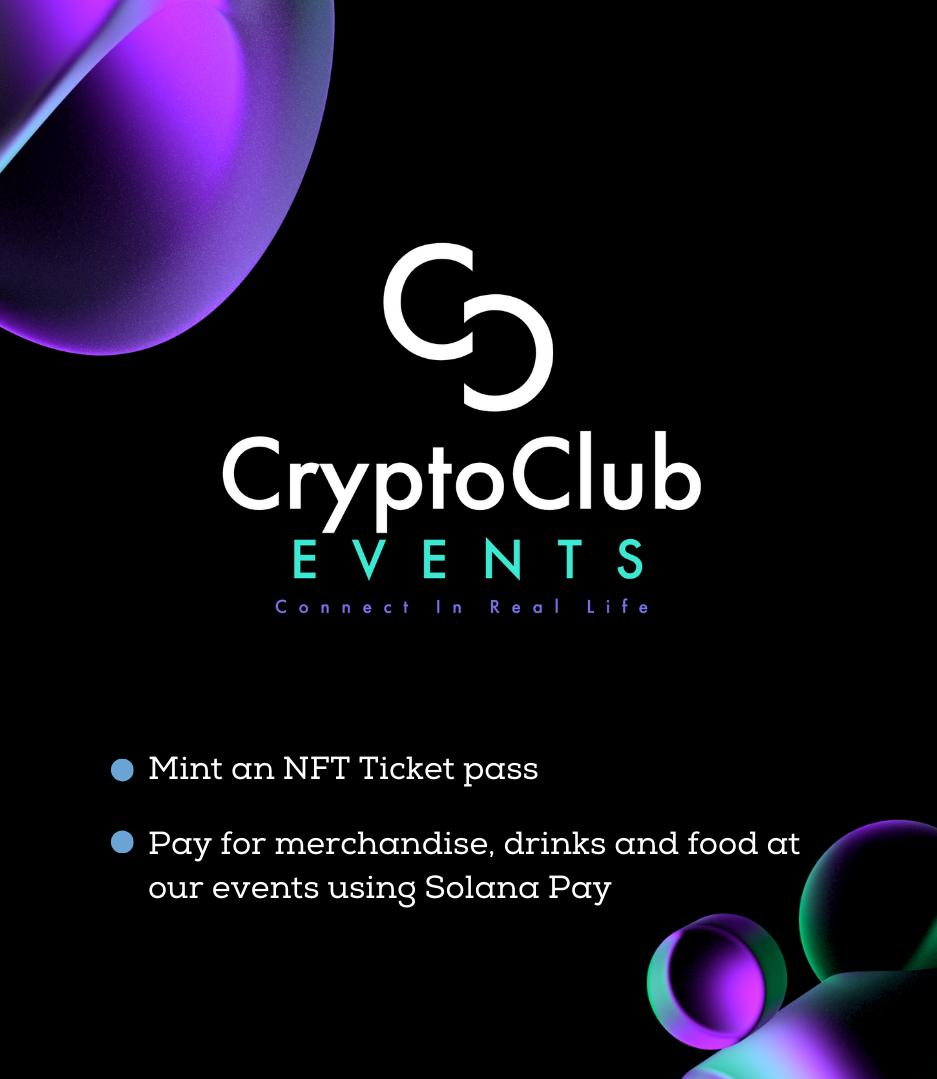 CryptoClub
EVENTS
Connect In Real Life
Mint an NFT Ticket pass
Pay for merchandise, drinks and food at
our events using Solana Pay